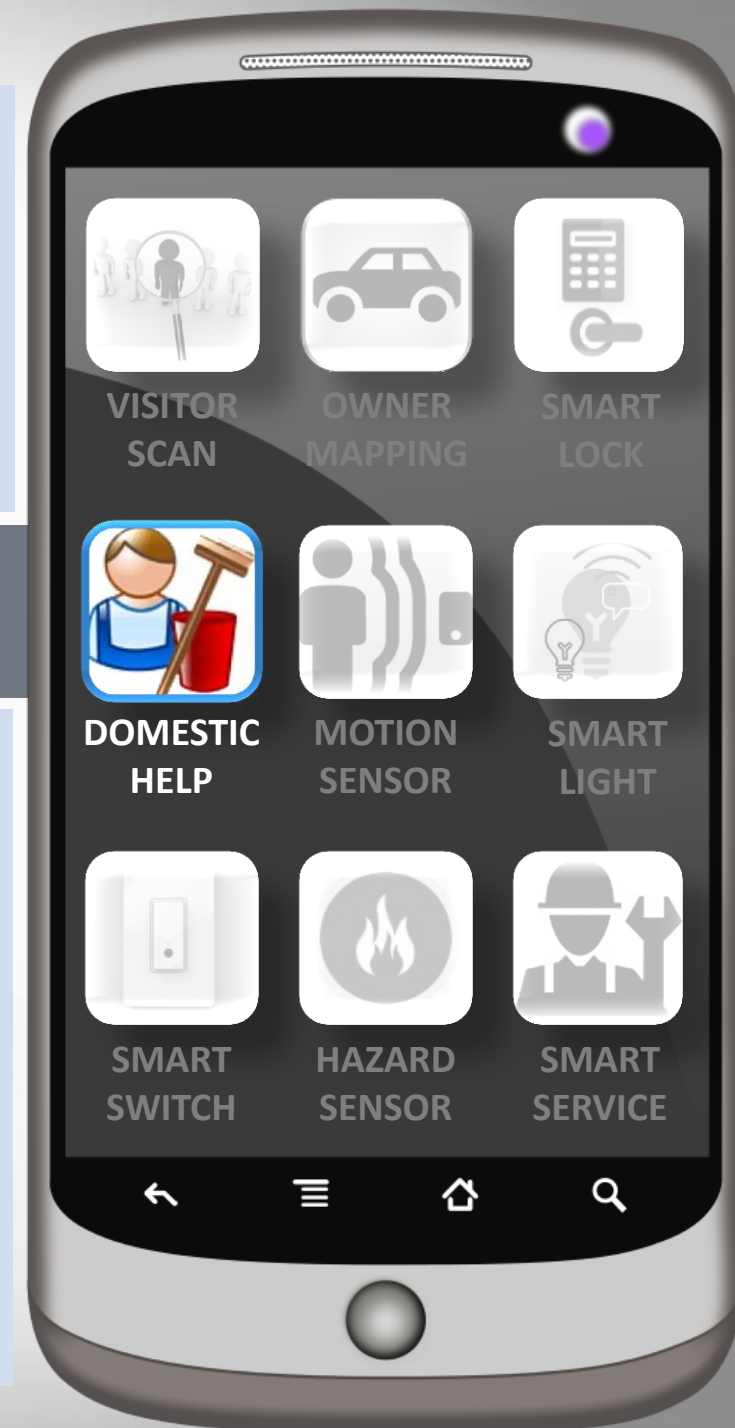 VISITOR
SCAN
OWNER
MAPPING
SMART
LOCK
DOMESTIC
HELP
MOTION
SENSOR
SMART
LIGHT
SMART
SWITCH
HAZARD
SENSOR
SMART
SERVICE